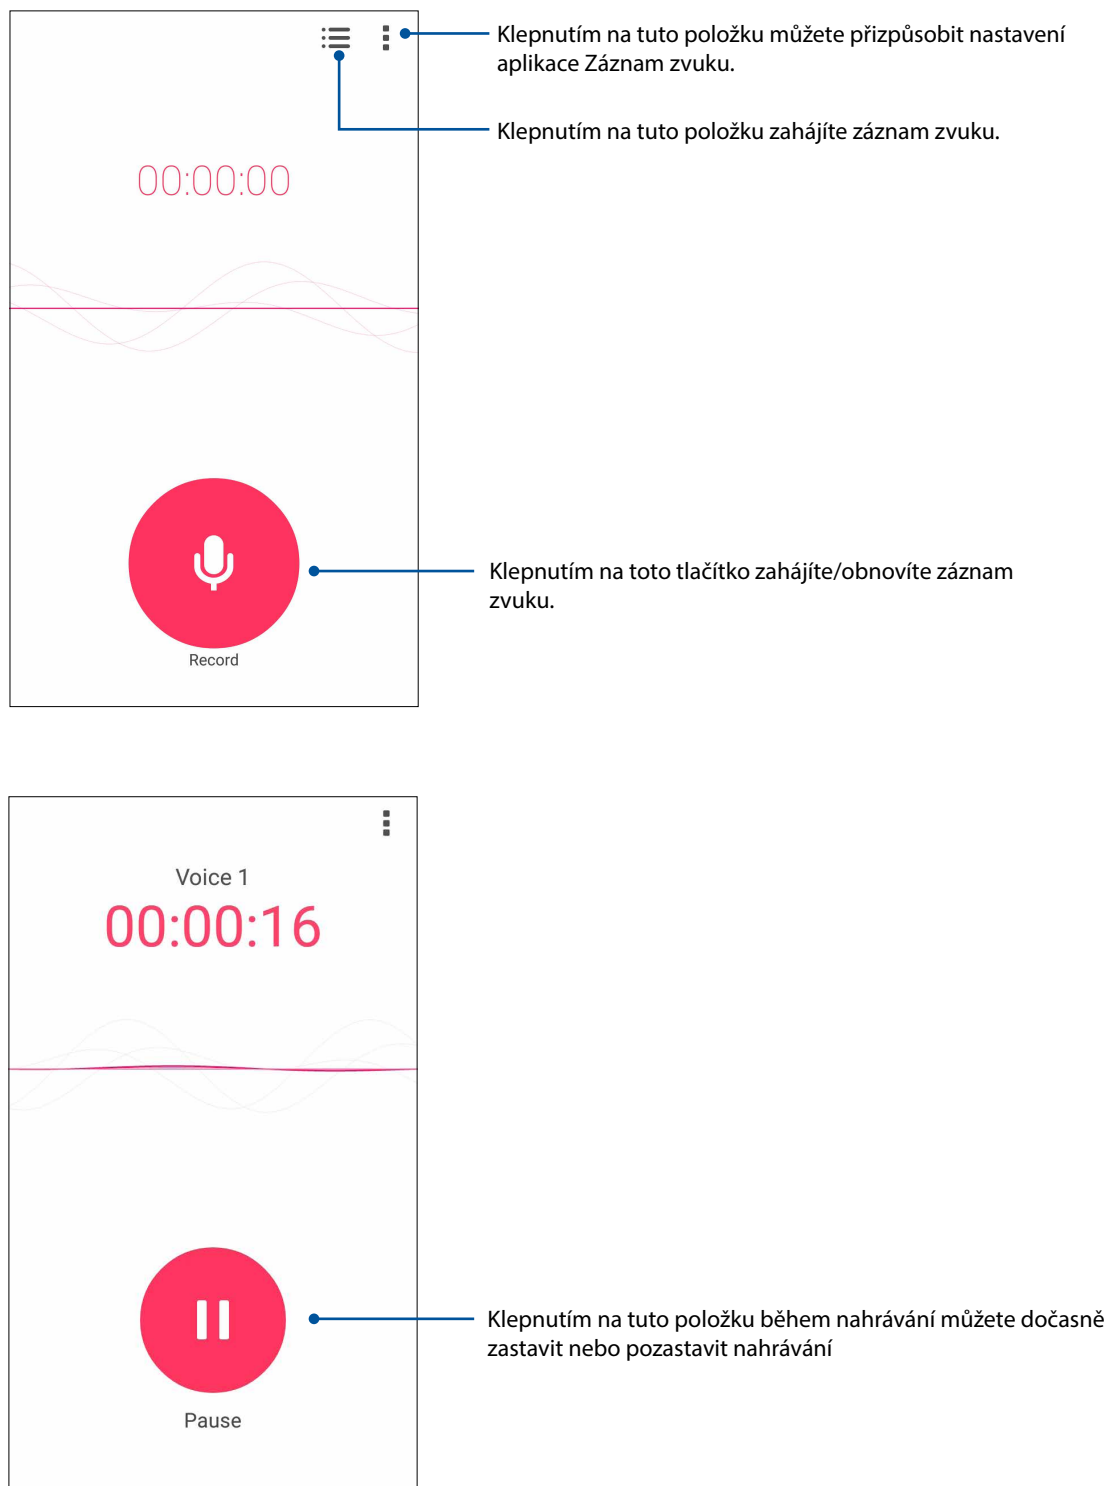 Klepnutím na tuto položku můžete přizpůsobit nastavení
aplikace Záznam zvuku.
Klepnutím na tuto položku zahájíte záznam zvuku.
00:00:00
Klepnutím na toto tlačítko zahájíte/obnovíte záznam
zvuku.
Record
Voice 1
00:00:16
Klepnutím na tuto položku během nahrávání můžete dočasně
zastavit nebo pozastavit nahrávání
Pause